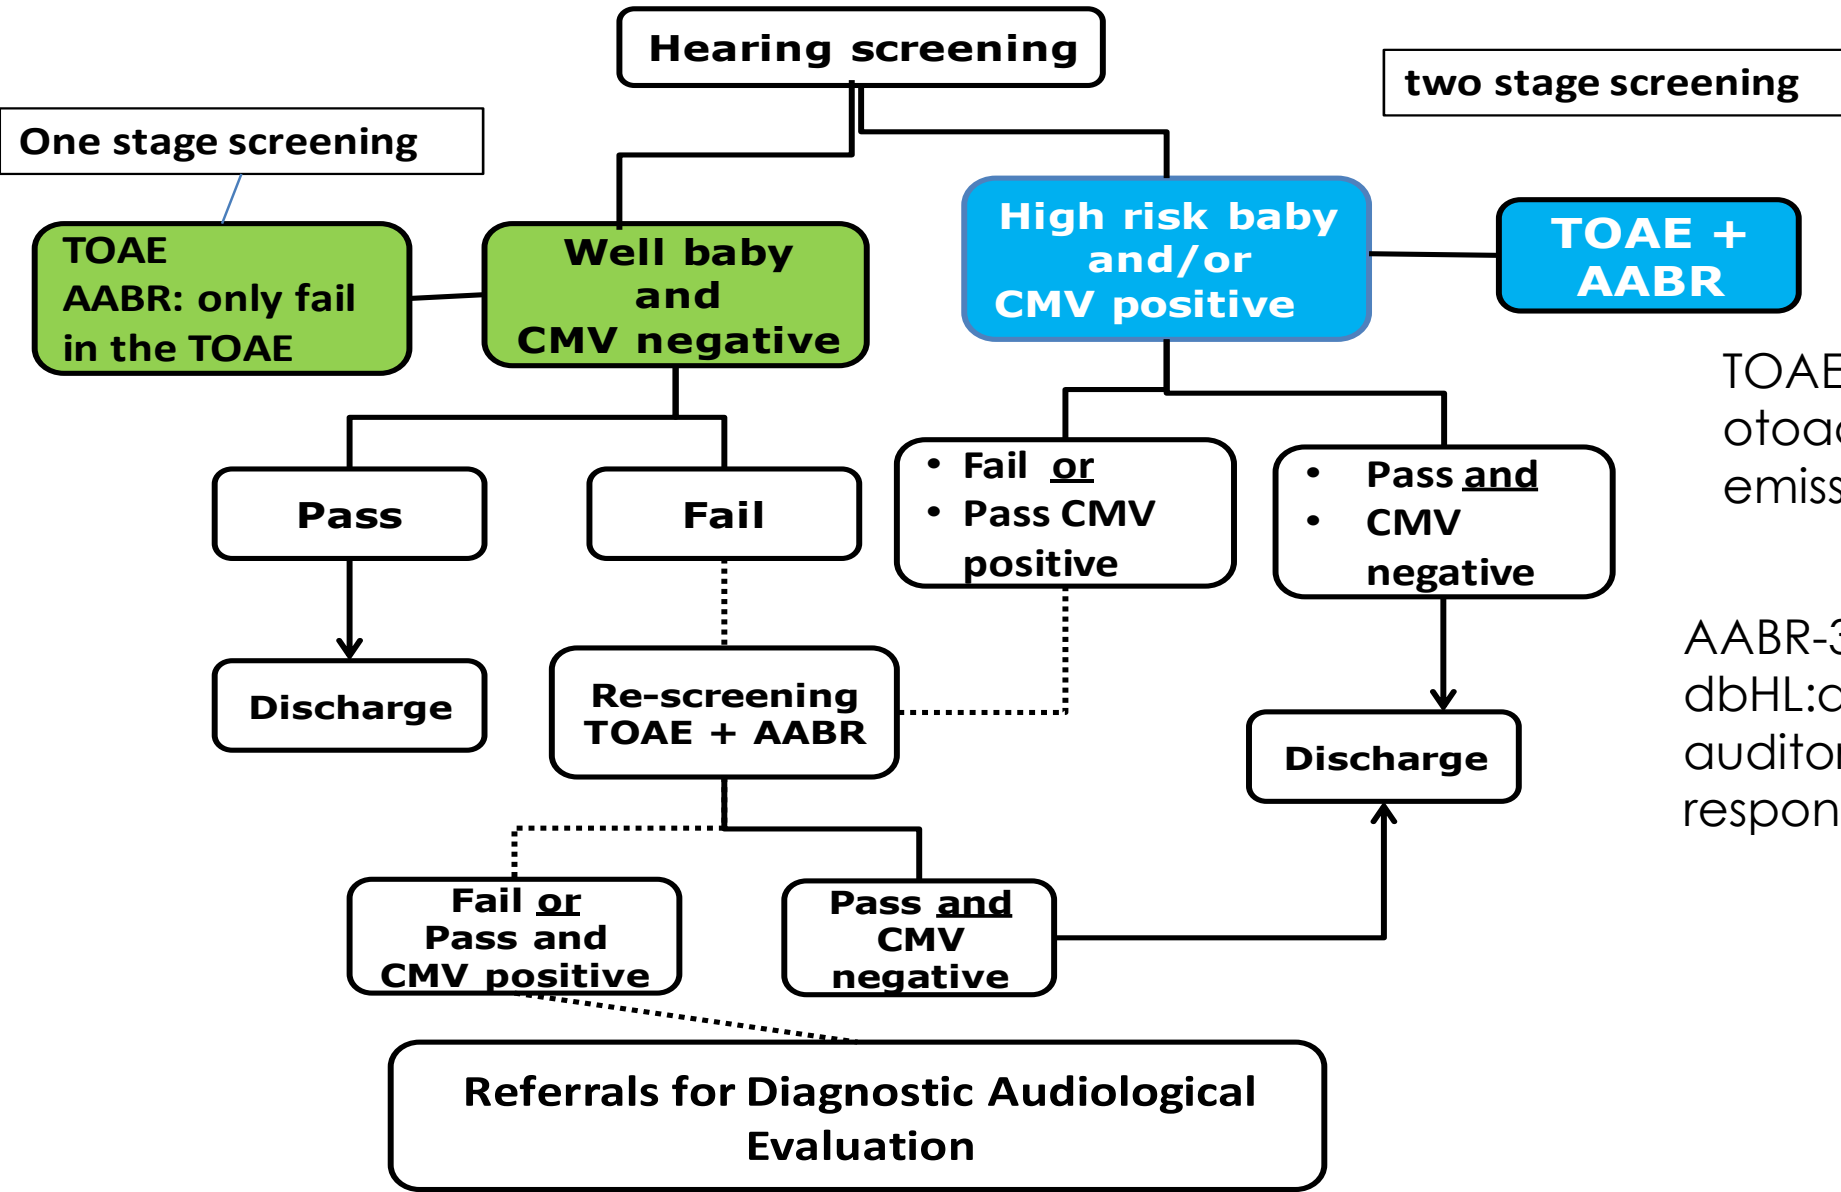 Hearing screening
two stage screening
One stage screening
TOAE
AABR: only fail
in the TOAE
Well baby
and
CMV negative
High risk baby
and/or
CMV positive
TOAE +
AABR
TOAE
Pass
Fail
• Fail or
• Pass CMV
positive
• Pass and
• CMV
negative
Discharge
Re-screening
TOAE + AABR
Discharge
Fail or
Pass and
CMV positive
Pass and
CMV
negative
Referrals for Diagnostic Audiological
Evaluation